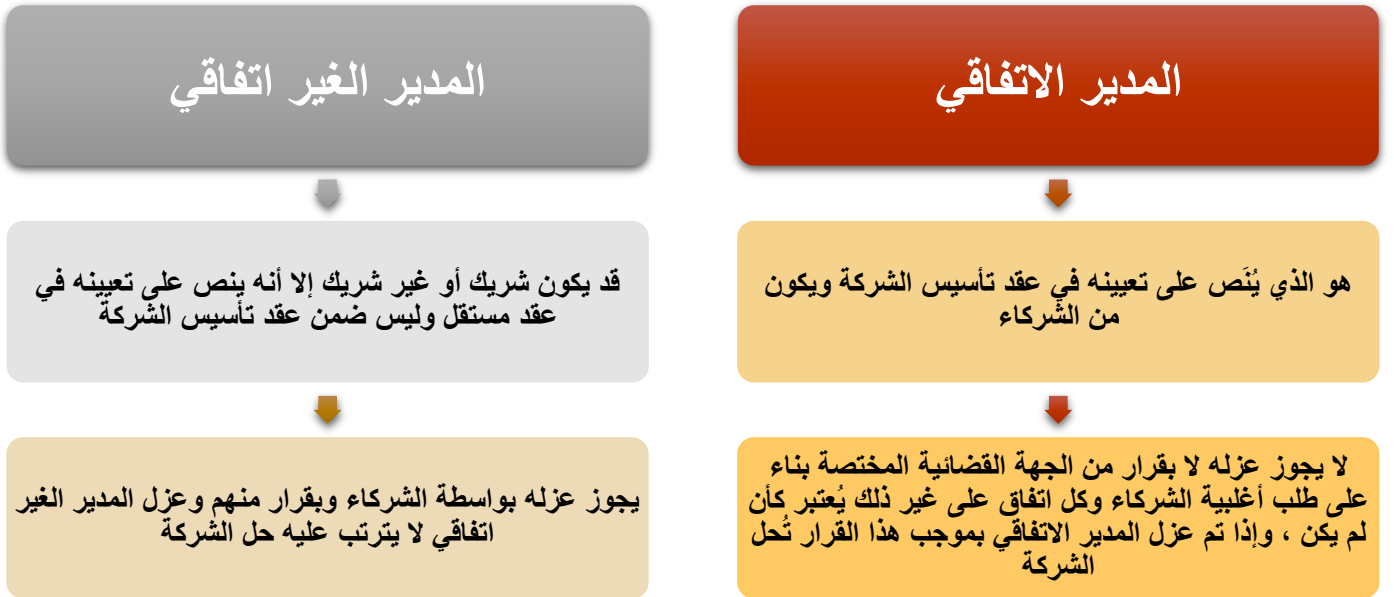 المدير الاتفاقي
هو الذي يُنَص على تعيينه في عقد تأسيس الشركة ويكون
من الشركاء
لا يجوز عزله لا بقرار من الجهة القضائية المختصة بناء
على طلب أغلبية الشركاء وكل اتفاق على غير ذلك يُعتبر كأن
لم يكن ، وإذا تم عزل المدير الاتفاقي بموجب هذا القرار تُحل
الشركة
المدير الغير اتفاقي
قد يكون شريك أو غير شريك إلا أنه ينص على تعيينه في
عقد مستقل وليس ضمن عقد تأسيس الشركة
يجوز عزله بواسطة الشركاء وبقرار منهم وعزل المدير الغير
اتفاقي لا يترتب عليه حل الشركة